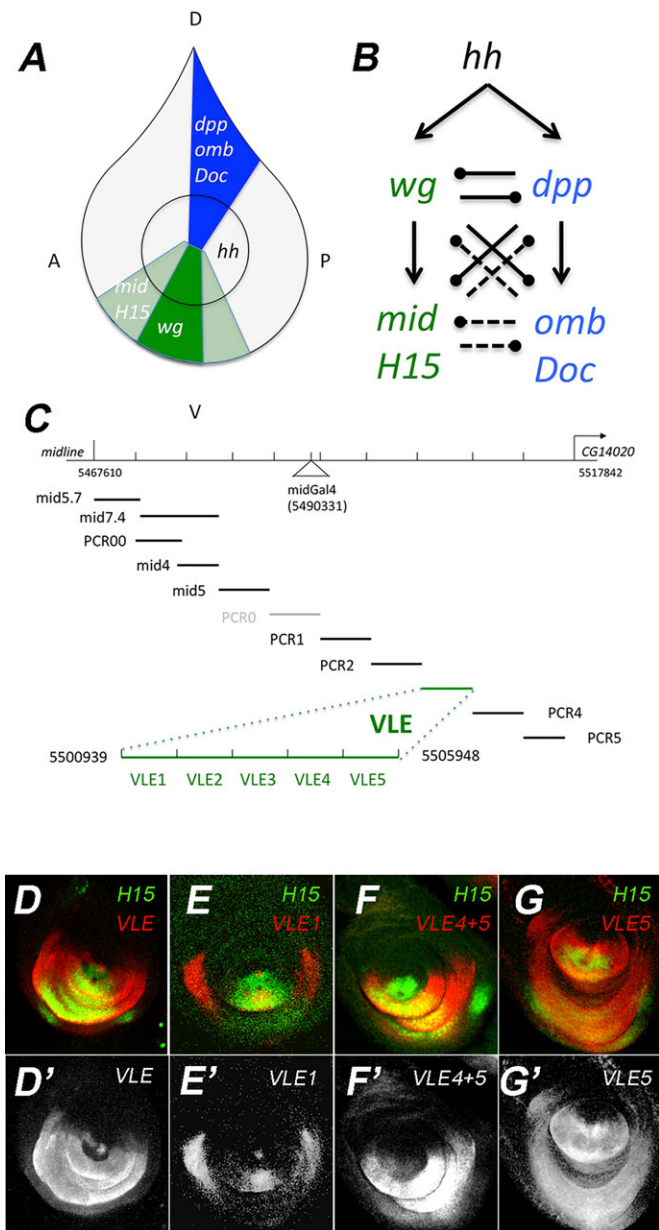 A
D
dpp
omb
Doc
hh
A
P
mid
H15
wg
V
B
hh
wg
dpp
mid
omb
H15
Doc
C
midline
CG14020
5467610
5517842
midGal4
(5490331)
mid5.7
mid7.4
PCR00
mid4
mid5
PCR0
PCR1
PCR2
VLE
PCR4
PCR5
5500939
5505948
VLE1 VLE2 VLE3 VLE4 VLE5
D
H15
VLE
E
H15
VLE1
F
H15
VLE4+5
G
H15
VLE5
D'
VLE
E'
VLE1
F'
VLE4+5
G'
VLE5